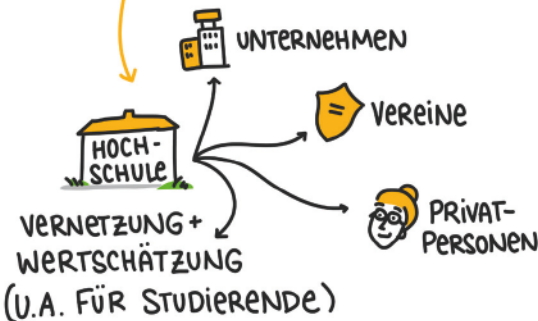 UNTERNEHMEN
VEREINE
HOCH-
SCHULE
PRIVAT-
PERSONEN
VERNETZUNG +
WERTSCHÄTZUNG
(U.A. FÜR STUDIERENDE)